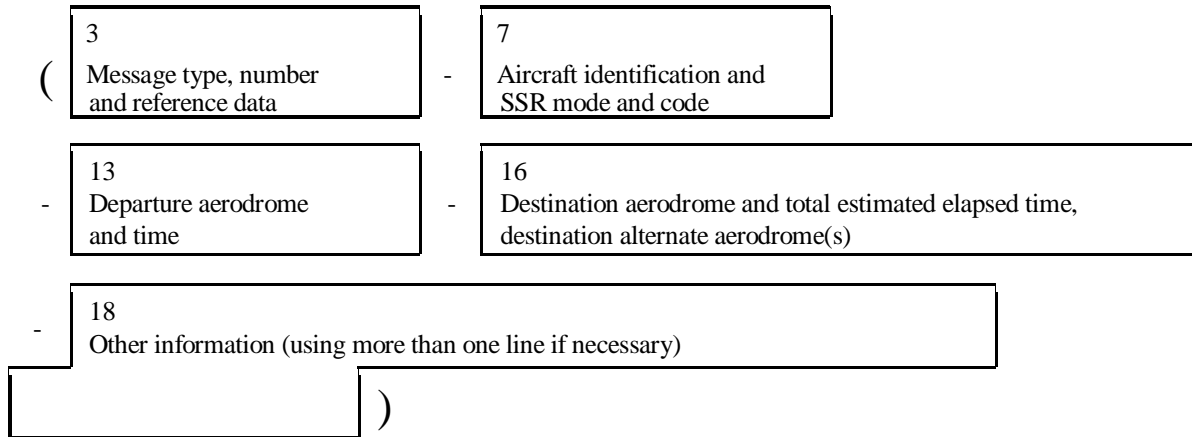 3 7
( Message type, number - Aircraft identification and
and reference data SSR mode and code
13 16
- Departure aerodrome - Destination aerodrome and total estimated elapsed time,
and time destination alternate aerodrome(s)
18
- Other information (using more than one line if necessary)
)